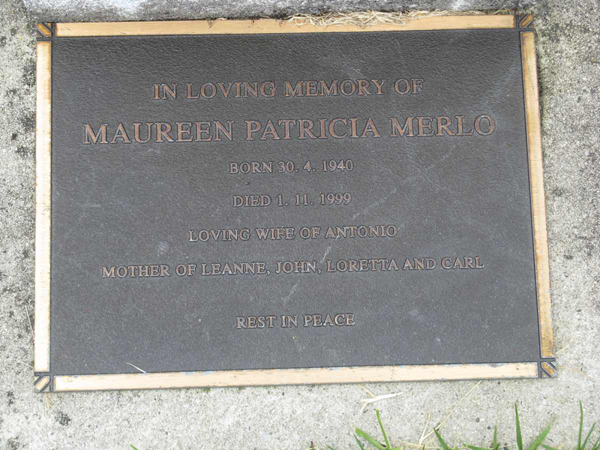 IN LOVING MEMORY OF
MAUREEN PATRICIA MERLO
BORN 30. 4. 1940
DIED 1. 11. 1999
LOVING WIFE OF ANTONIO
MOTHER OF LEANNE, JOHN, LORETTA AND CARL
REST IN PEACE